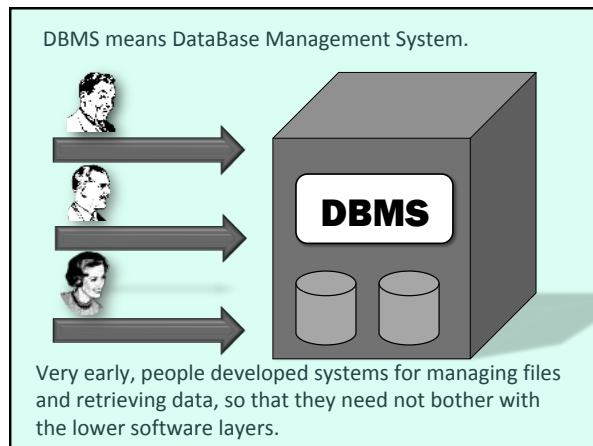 DBMS means DataBase Management System.
DBMS
Very early, people developed systems for managing files
and retrieving data, so that they need not bother with
the lower software layers.